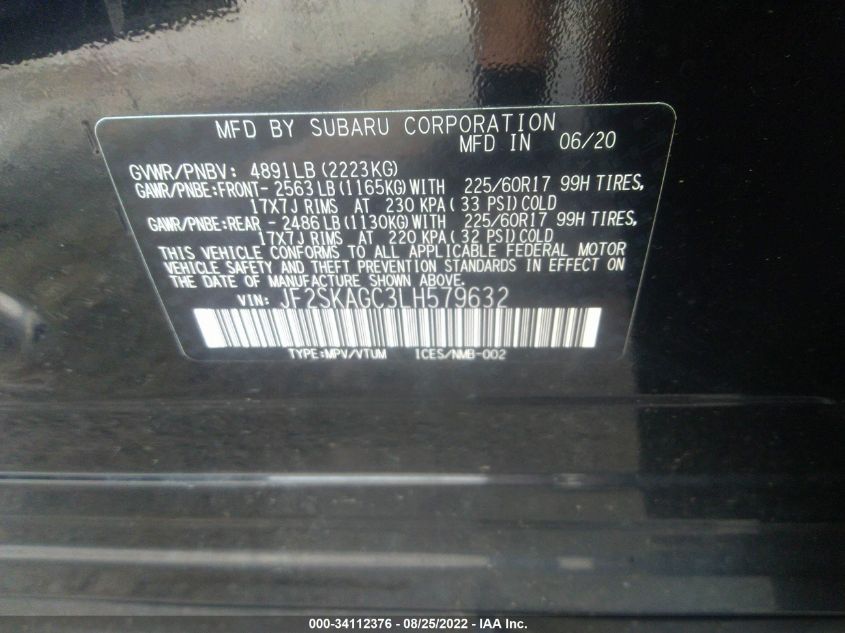 MFD BY SUBARU CORPORATION
MFD IN 06/20
GVWR/PNBV: 4891LB (2223KG)
GAWR/PNBE:FRONT- 2563 LB (1165KG) WITH 225/60R17 99H TIRES,
17X7J RIMS AT 230 KPA ( 33 PSI) COLD
GAWR/PNBE:REAR - 2486 LB (1130KG) WITH 225/60R17 99H TIRES,
17X7J RIMS AT 220 KPA ( 32 PSI) COLD
THIS VEHICLE CONFORMS TO ALL APPLICABLE FEDERAL MOTOR
VEHICLE SAFETY AND THEFT PREVENTION STANDARDS IN EFFECT ON
THE DATE OF MANUFACTURE SHOWN ABOVE.
VIN: JF2SKAGC3LH579632
TYPE:MPV/VTUM ICES/NMB-002
000-34112376 - 08/25/2022 - IAA Inc.